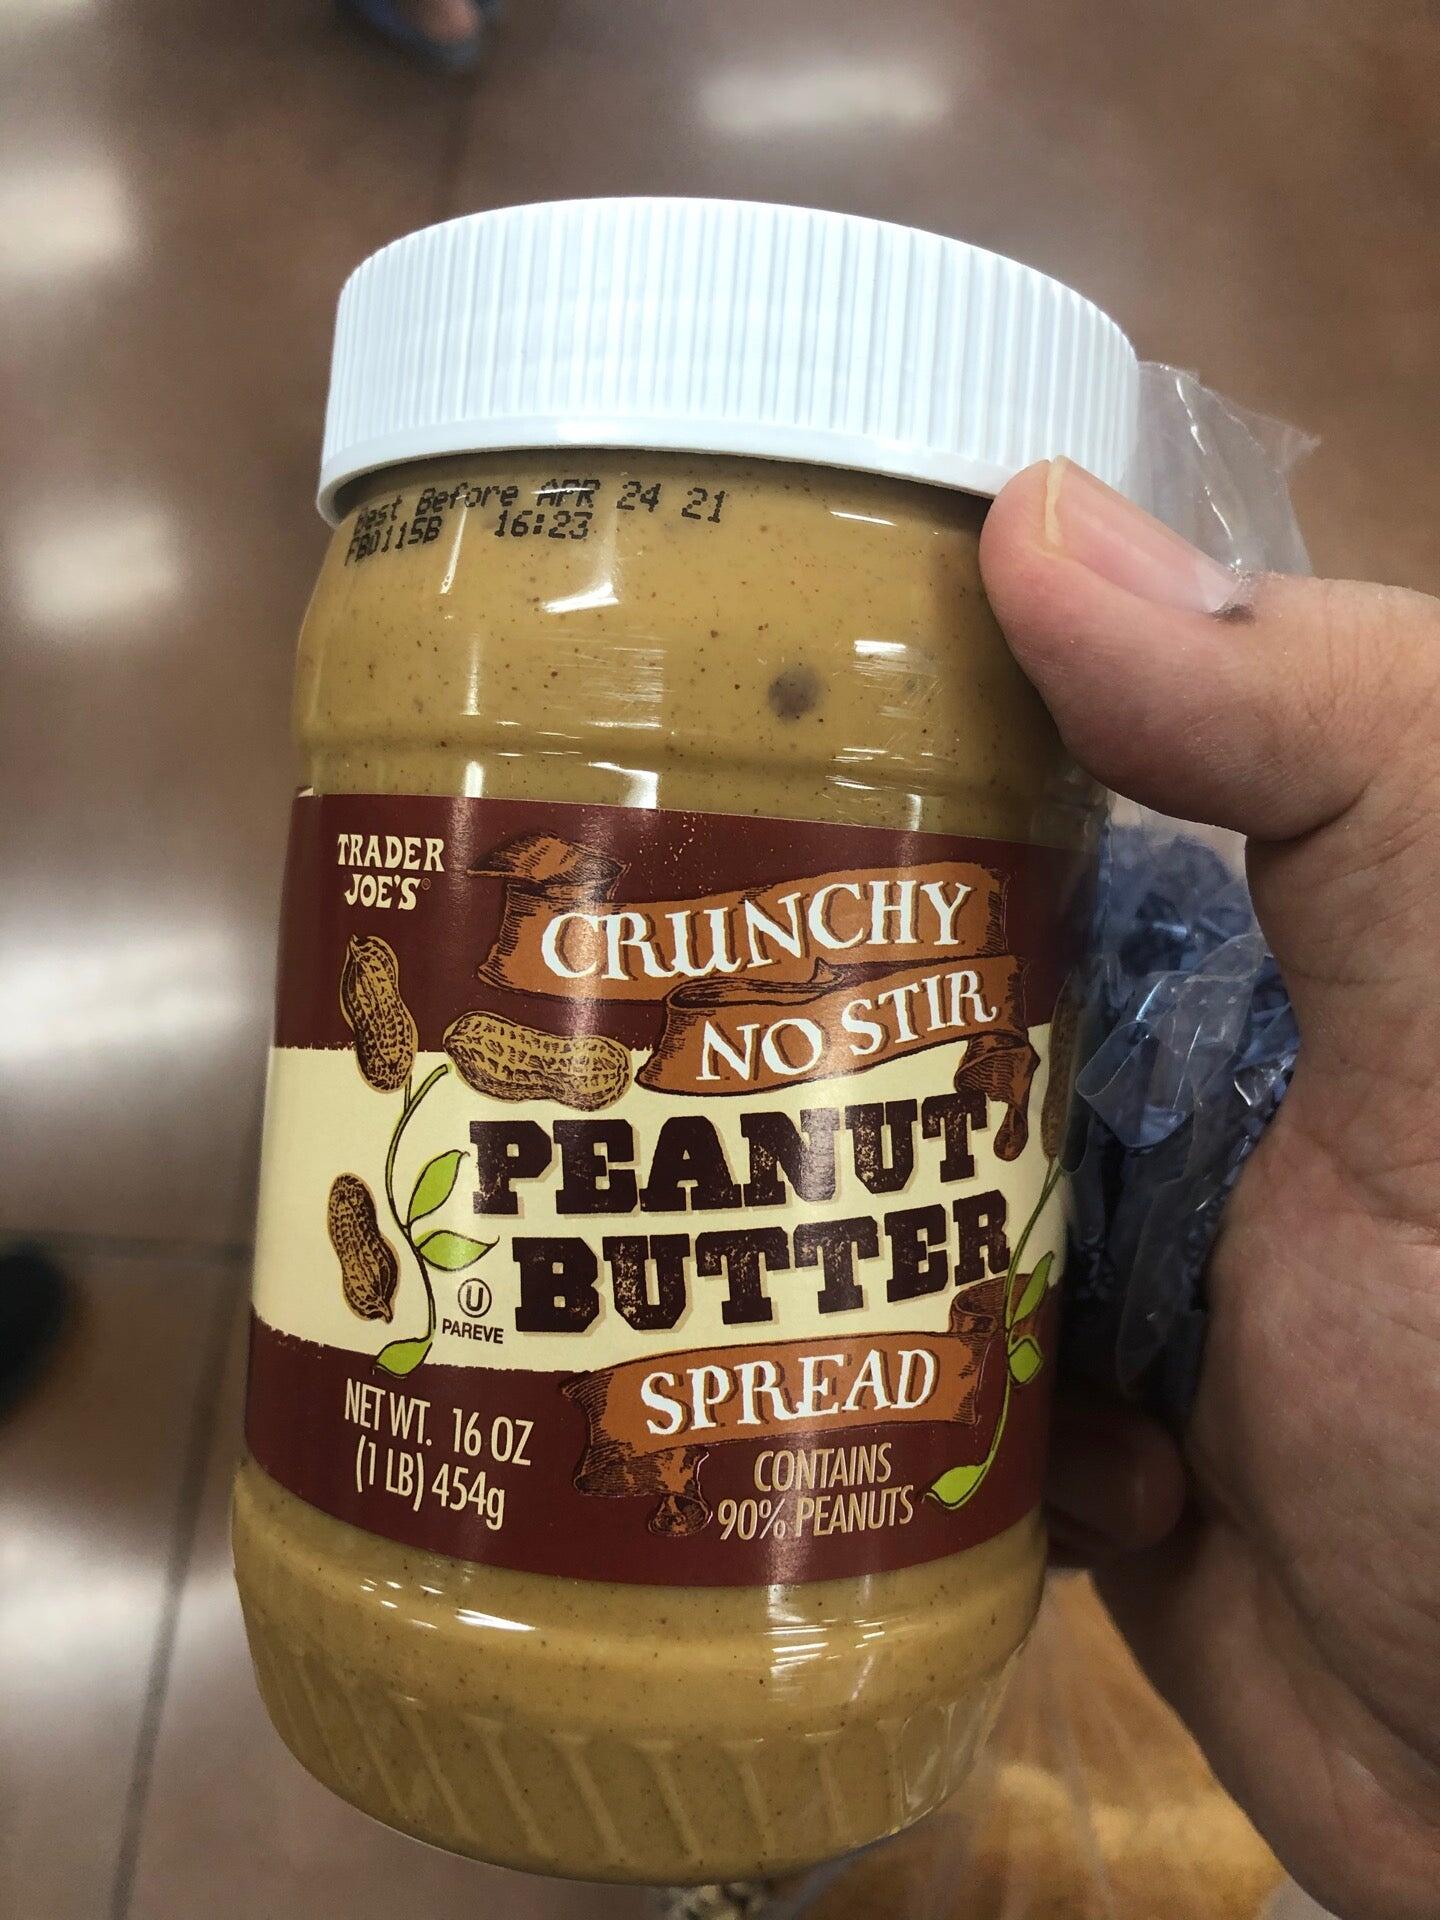 Best Before APR 24 21
PB0115B 16:23
TRADER
JOE'S
CRUNCHY
NO STIR
PEANUT
BUTTER
U
PAREVE
SPREAD
NET WT. 16 OZ
(1 LB) 454g
CONTAINS
90% PEANUTS